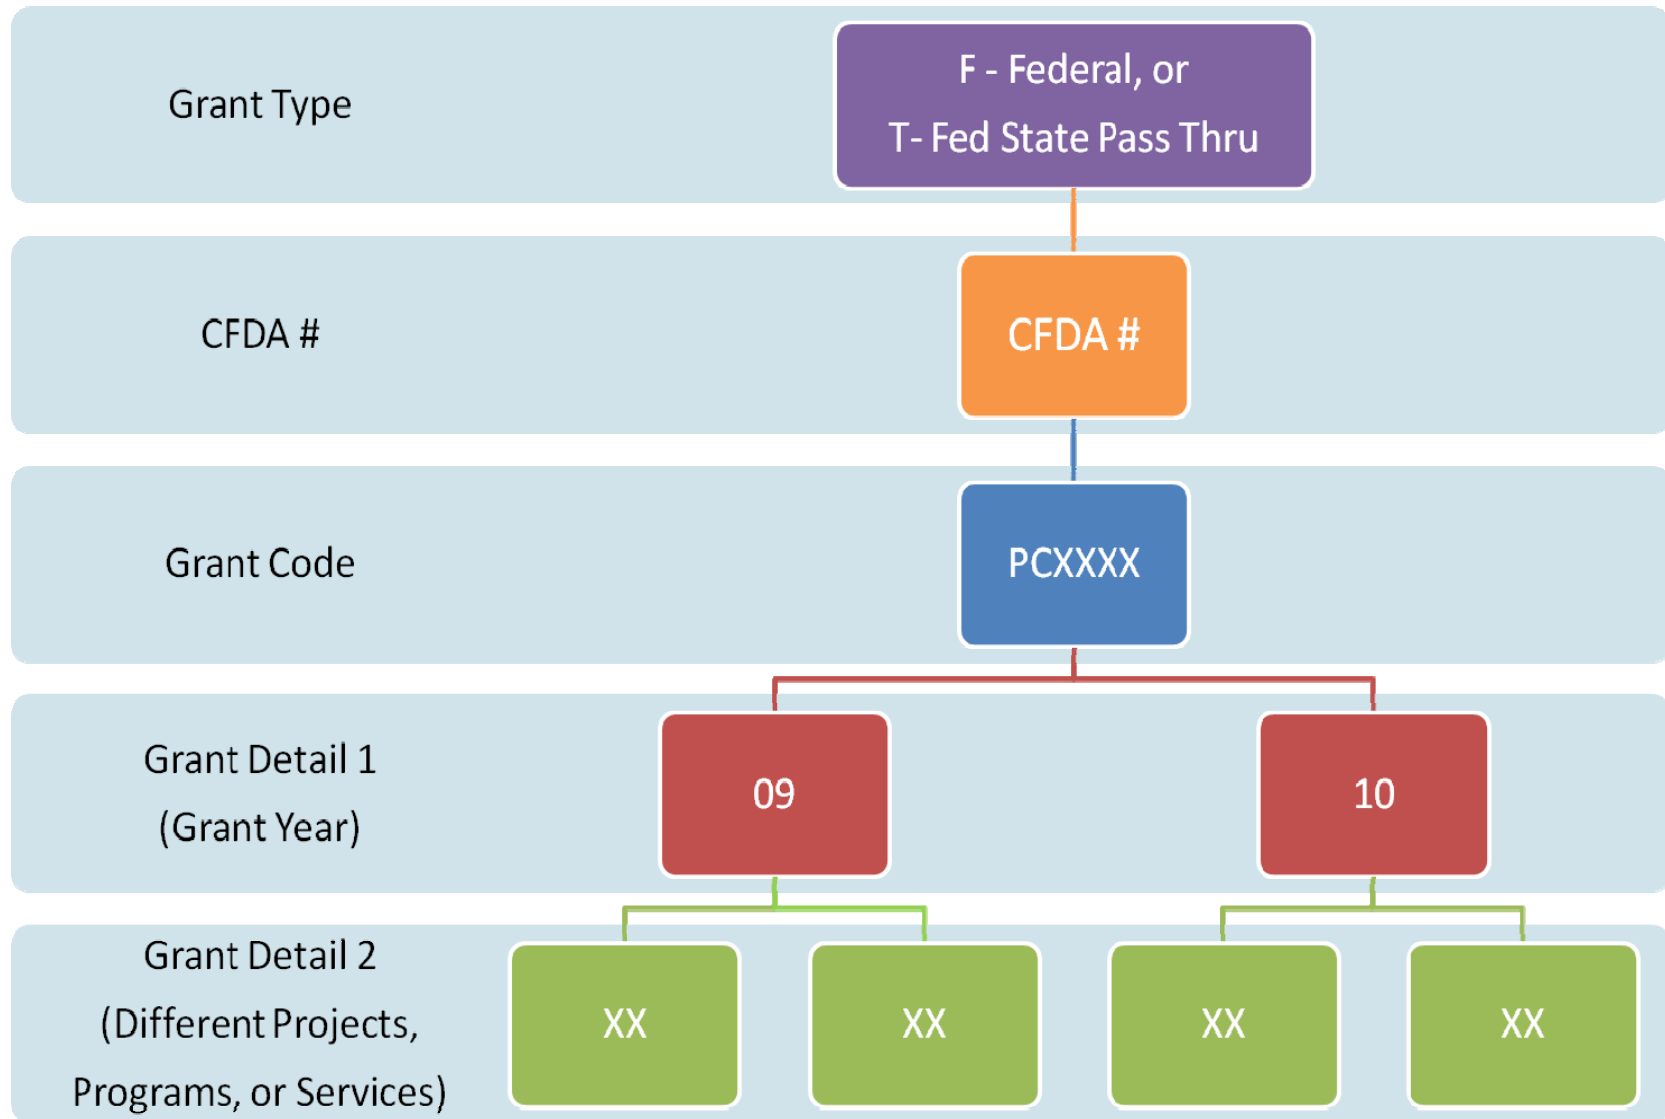 Grant Type
F - Federal, or
T- Fed State Pass Thru
CFDA #
CFDA #
Grant Code
PCXXXX
Grant Detail 1
(Grant Year)
09
10
Grant Detail 2
(Different Projects,
Programs, or Services)
XX
XX
XX
XX